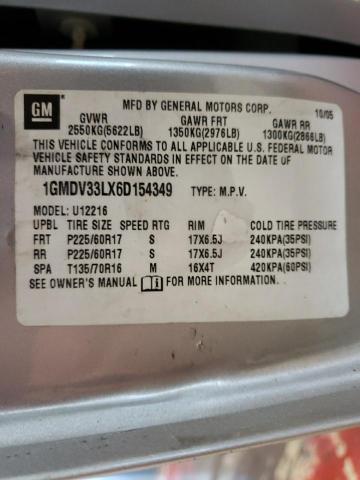 GM
MFD BY GENERAL MOTORS CORP. 10/05
GVWR GAWR FRT GAWR RR
2550KG(5622LB) 1350KG(2976LB) 1300KG(2866LB)
THIS VEHICLE CONFORMS TO ALL APPLICABLE U.S. FEDERAL MOTOR
VEHICLE SAFETY STANDARDS IN EFFECT ON THE DATE OF
MANUFACTURE SHOWN ABOVE.
1GMDV33LX6D154349 TYPE: M.P.V.
MODEL: U12216
UPBL TIRE SIZE SPEED RTG RIM COLD TIRE PRESSURE
FRT P225/60R17 S 17X6.5J 240KPA(35PSI)
RR P225/60R17 S 17X6.5J 240KPA(35PSI)
SPA T135/70R16 M 16X4T 420KPA(60PSI)
SEE OWNER'S MANUAL FOR MORE INFORMATION